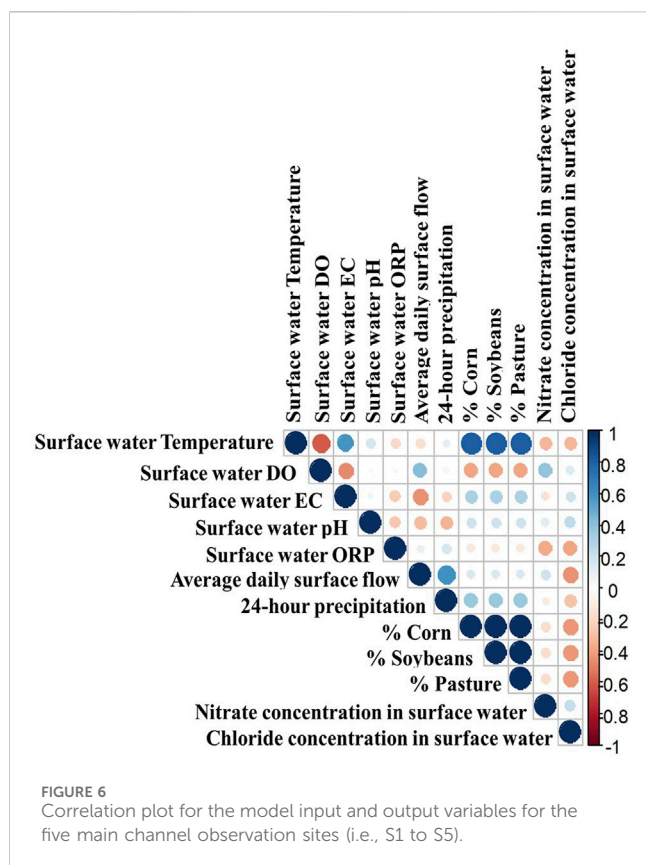 Surface water Temperature
Surface water DO
Surface water EC
Surface water pH
Surface water ORP
Average daily surface flow
24-hour precipitation
% Corn
% Soybeans
% Pasture
Nitrate concentration in surface water
Chloride concentration in surface water
Surface water Temperature
Surface water DO
Surface water EC
Surface water pH
Surface water ORP
Average daily surface flow
24-hour precipitation
% Corn
% Soybeans
% Pasture
Nitrate concentration in surface water
Chloride concentration in surface water
1
0.8
0.6
0.4
0.2
0
-0.2
-0.4
-0.6
-0.8
-1
FIGURE 6
Correlation plot for the model input and output variables for the
five main channel observation sites (i.e., S1 to S5).